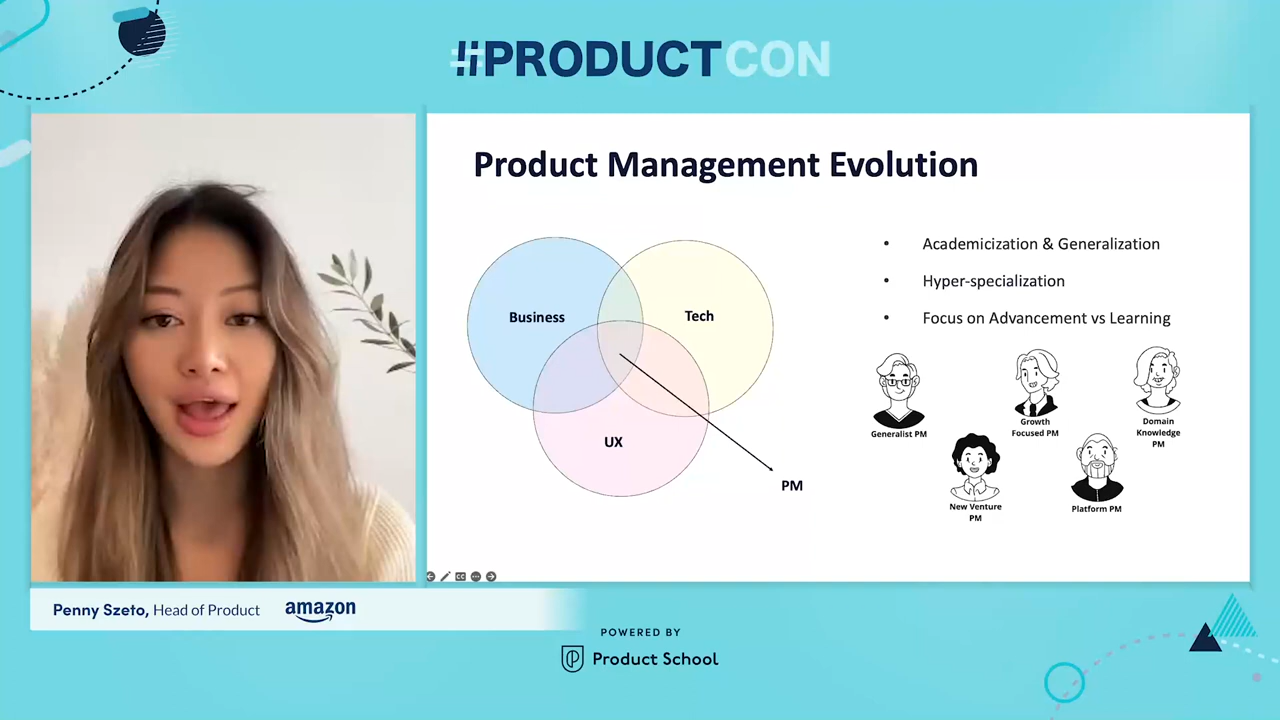 #PRODUCTCON
Product Management Evolution
Business
Tech
UX
PM
• Academicization & Generalization
• Hyper-specialization
• Focus on Advancement vs Learning
Generalist PM
Growth
Focused PM
Domain
Knowledge
PM
New Venture
PM
Platform PM
CC
Penny Szeto, Head of Product
amazon
POWERED BY
Product School